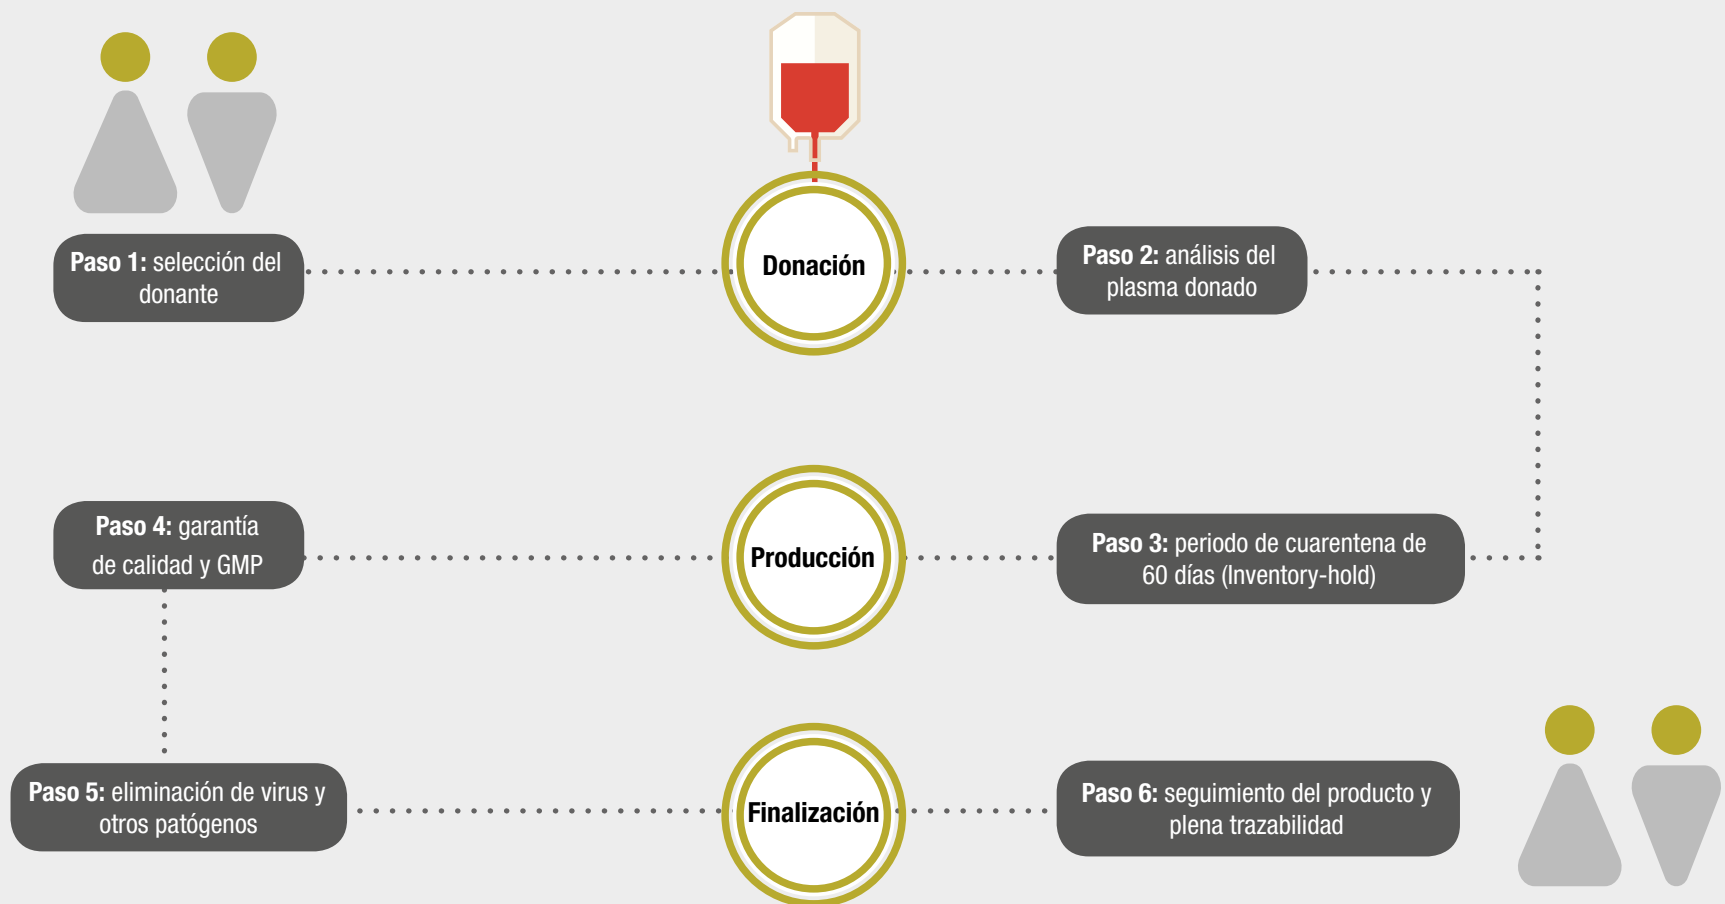 Paso 1: selección del
donante
Donación
Paso 2: análisis del
plasma donado
Paso 3: periodo de cuarentena de
60 días (Inventory-hold)
Producción
Paso 4: garantía
de calidad y GMP
Paso 5: eliminación de virus y
otros patógenos
Finalización
Paso 6: seguimiento del producto y
plena trazabilidad